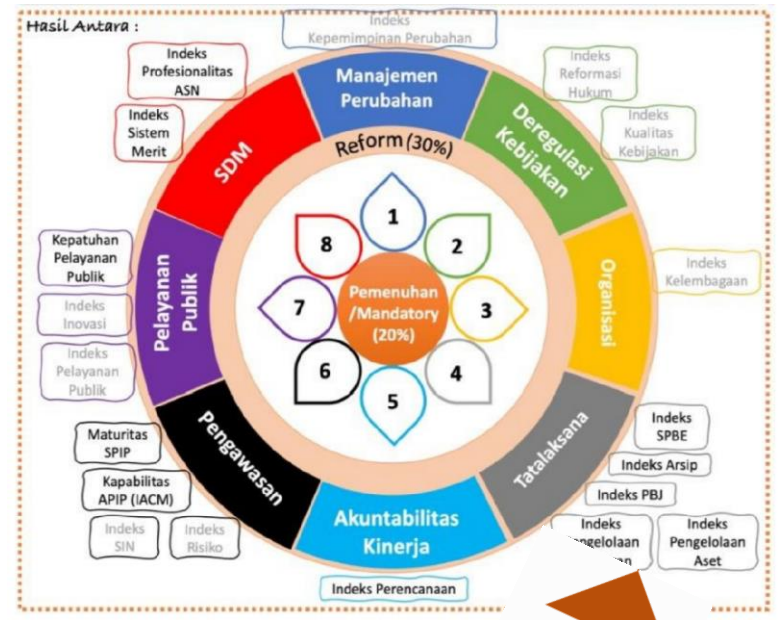 Hasil Antara :
Indeks
Kepemimpinan Perubahan
Indeks
Profesionalitas
ASN
Indeks
Sistem
Merit
Indeks
Reformasi
Hukum
Indeks
Kualitas
Kebijakan
Manajemen
Perubahan
Deregulasi
Kebijakan
SDM
Reform (30%)
Organisasi
Indeks
Kelembagaan
Kepatuhan
Pelayanan
Publik
Indeks
Inovasi
Indeks
Pelayanan
Publik
Pelayanan
Publik
1
2
3
4
5
6
7
8
Pemenuhan
/Mandatory
(20%)
Tatalaksana
Indeks
SPBE
Indeks Arsip
Indeks PBJ
Indeks
Indeks
Pengelolaan
Aset
Pengawasan
Maturitas
SPIP
Kapabilitas
APIP (IACM)
Indeks
SIN
Indeks
Risiko
Akuntabilitas
Kinerja
Indeks Perencanaan